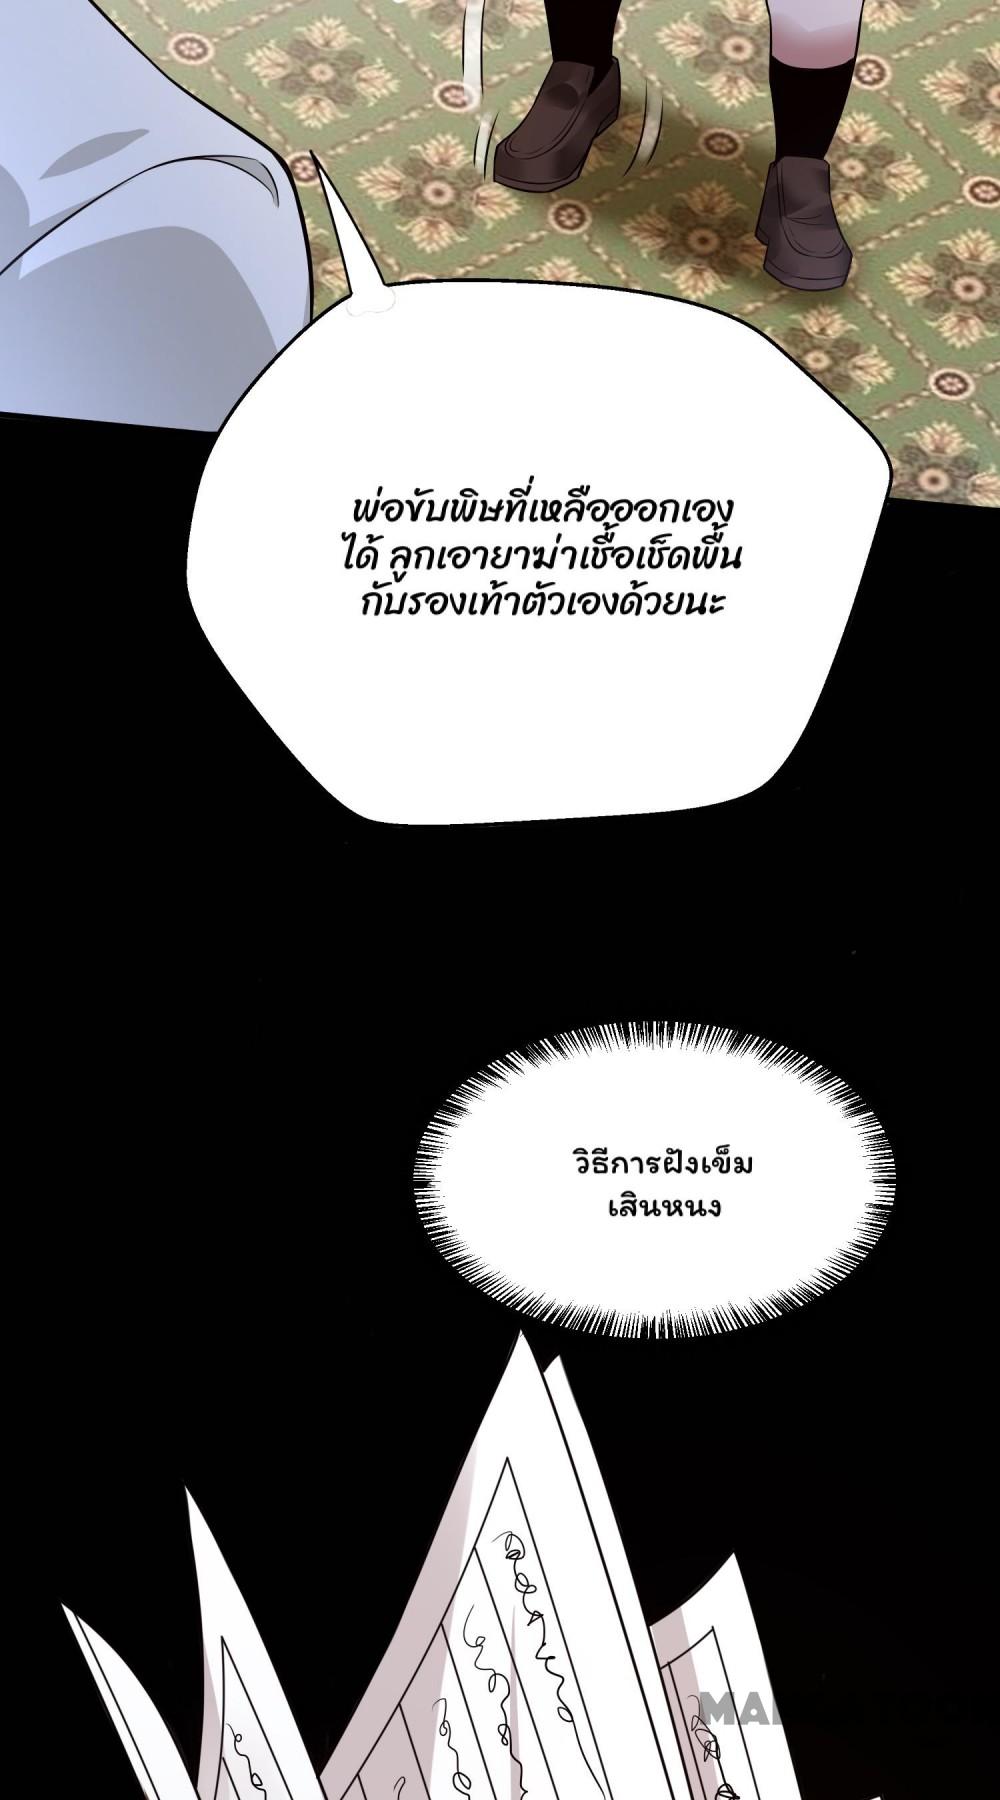 พ่อขับพิษที่เหลือออกเอง
ได้ ลูกเอายาฆ่าเชื้อเช็ดพื้น
กับรองเท้าตัวเองด้วยนะ
วิธีการฝังเข็ม
เสินหนง
MANGATOON